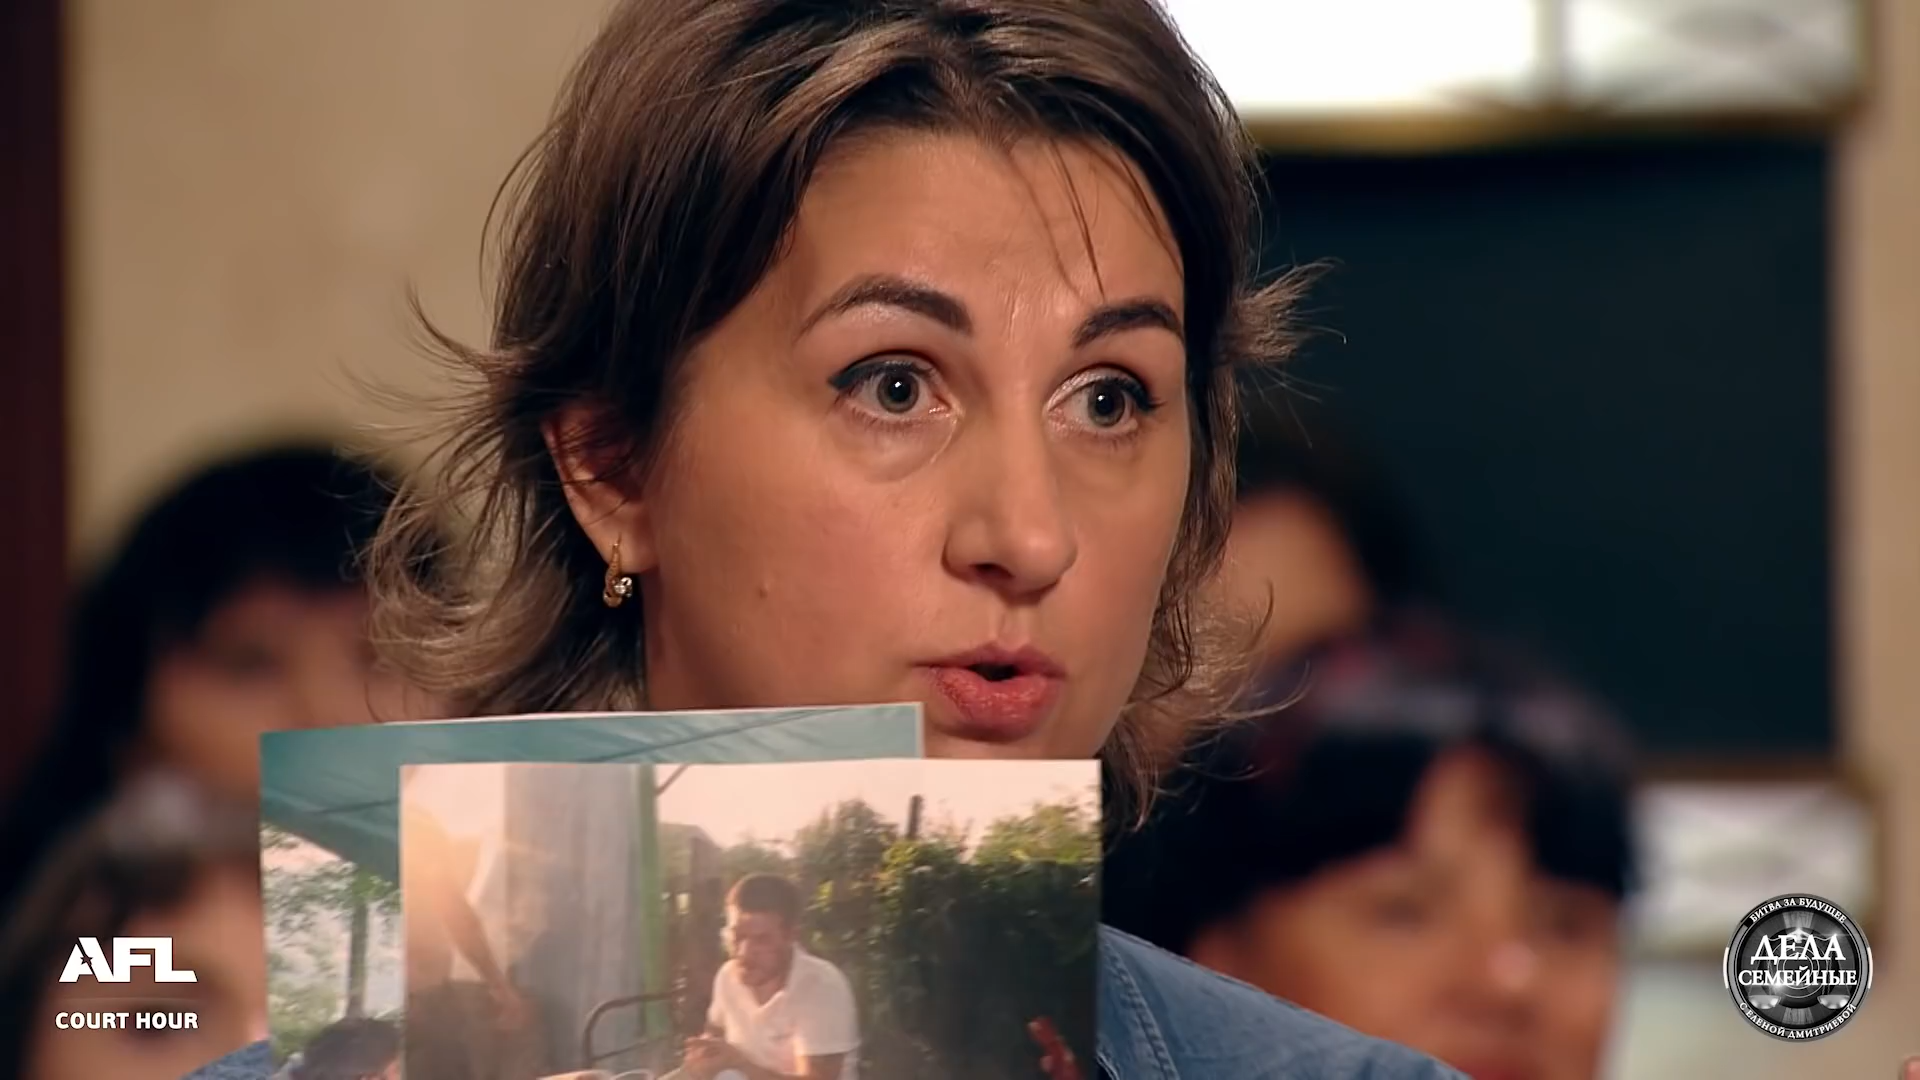 AFL
COURT HOUR
БИТВА ЗА БУДУЩЕЕ
ДЕЛА
СЕМЕЙНЫЕ
С ЕЛЕНОЙ ДМИТРИЕВОЙ